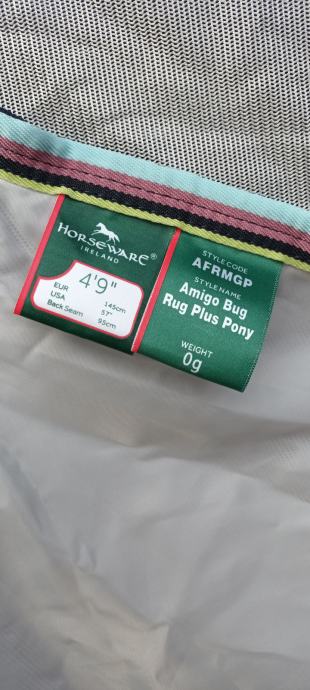 HORSEWARE®
IRELAND
4'9"
EUR 145cm
USA 57"
Back Seam 95cm
STYLE CODE
AFRMGP
STYLE NAME
Amigo Bug
Rug Plus Pony
WEIGHT
0g